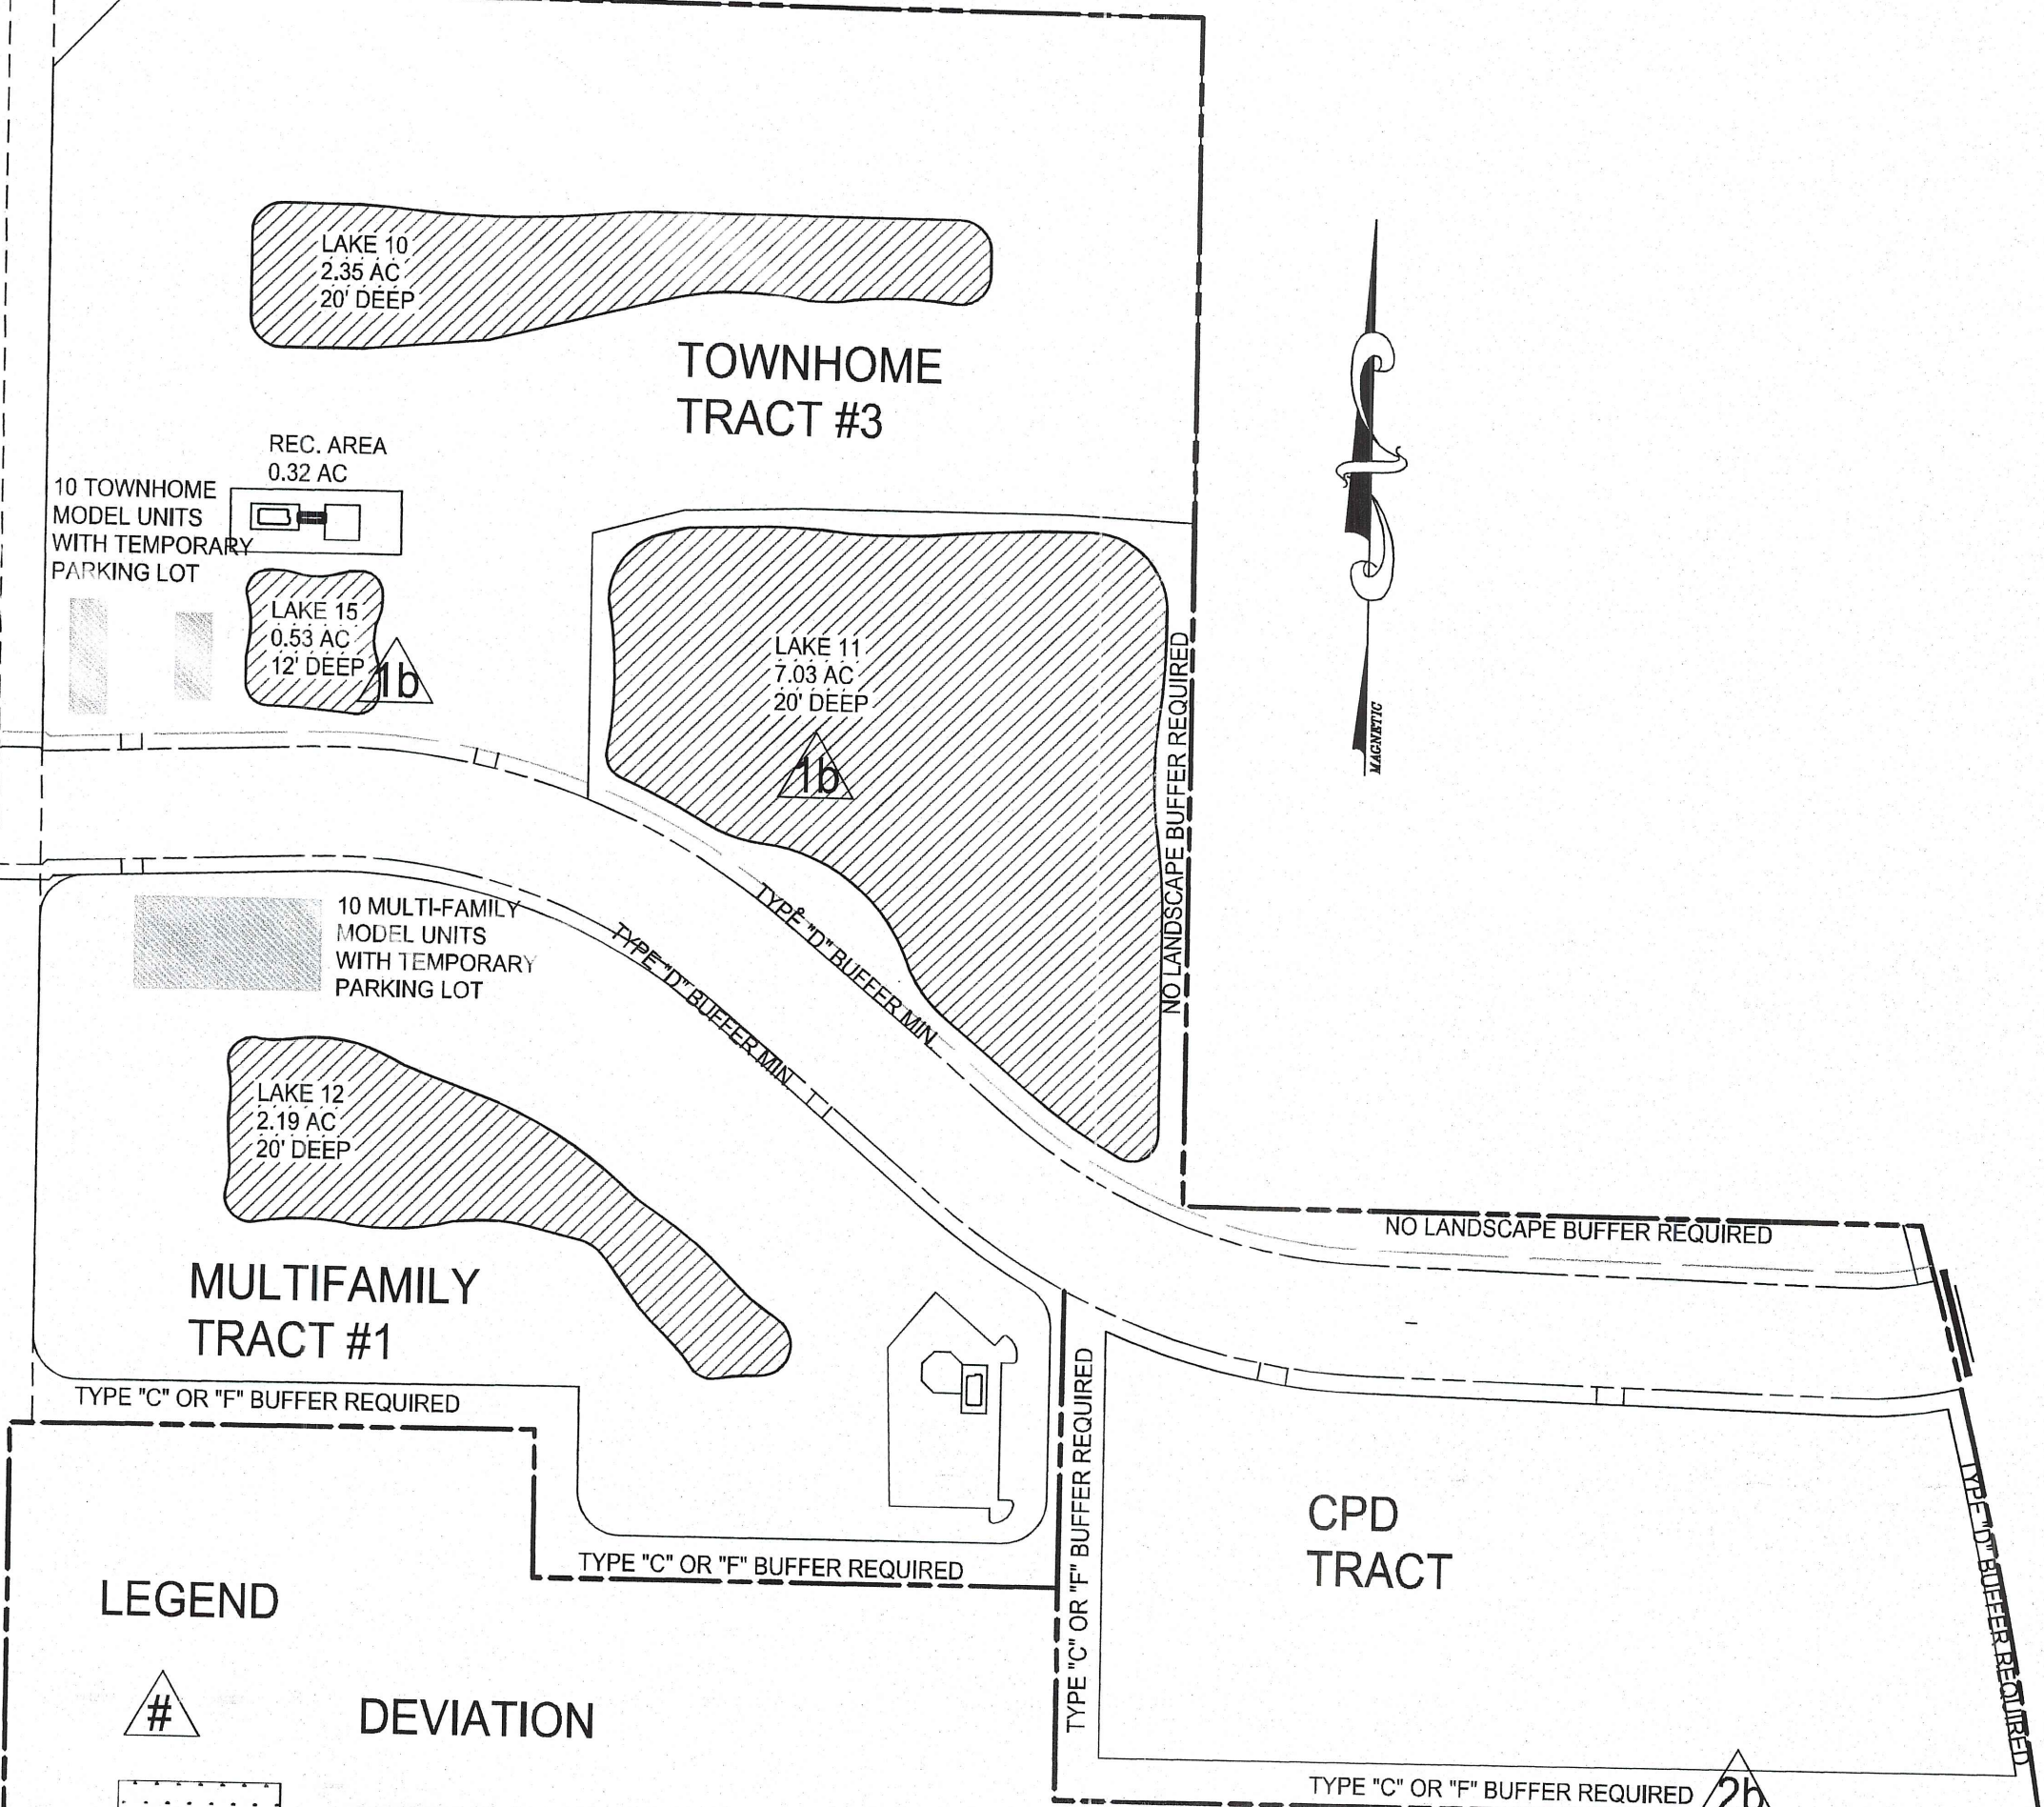 LAKE 10
2.35 AC
20' DEEP
TOWNHOME
TRACT #3
REC. AREA
0.32 AC
10 TOWNHOME
MODEL UNITS
WITH TEMPORARY
PARKING LOT
LAKE 15
0.53 AC
12' DEEP
1b
LAKE 11
7.03 AC
20' DEEP
1b
NO LANDSCAPE BUFFER REQUIRED
MAGNETIC
10 MULTI-FAMILY
MODEL UNITS
WITH TEMPORARY
PARKING LOT
TYPE "D" BUFFER MIN.
TYPE "D" BUFFER MIN.
LAKE 12
2.19 AC
20' DEEP
MULTIFAMILY
TRACT #1
NO LANDSCAPE BUFFER REQUIRED
TYPE "C" OR "F" BUFFER REQUIRED
TYPE "C" OR "F" BUFFER REQUIRED
TYPE "C" OR "F" BUFFER REQUIRED
CPD
TRACT
TYPE "D" BUFFER REQUIRED
LEGEND
#
DEVIATION
TYPE "C" OR "F" BUFFER REQUIRED
2b